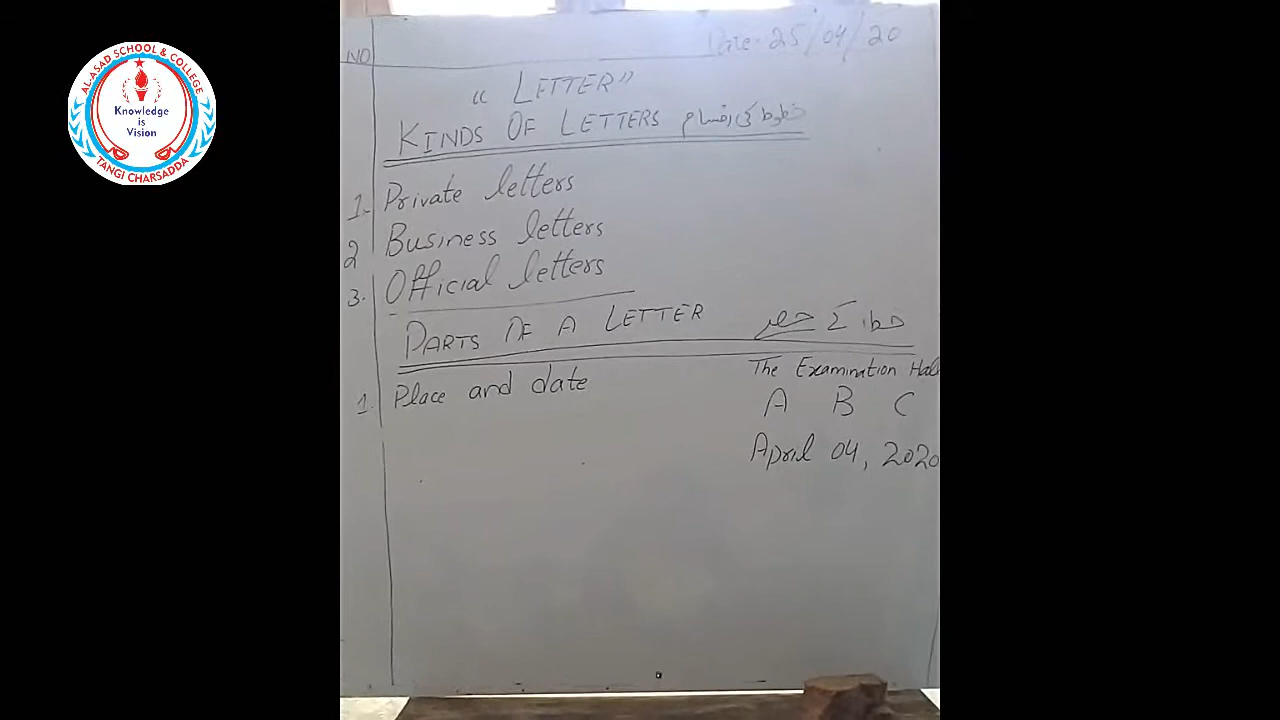 AL-ASAD SCHOOL & COLLEGE
Knowledge
is
Vision
TANGI CHARSADDA
NO
Date- 25/04/20
" LETTER"
KINDS OF LETTERS خطوط کی اقسام
1- Private letters
2 Business letters
3. Official letters
PARTS OF A LETTER خط کے حصے
1. Place and date
The Examination Hall
A B C
April 04, 2020